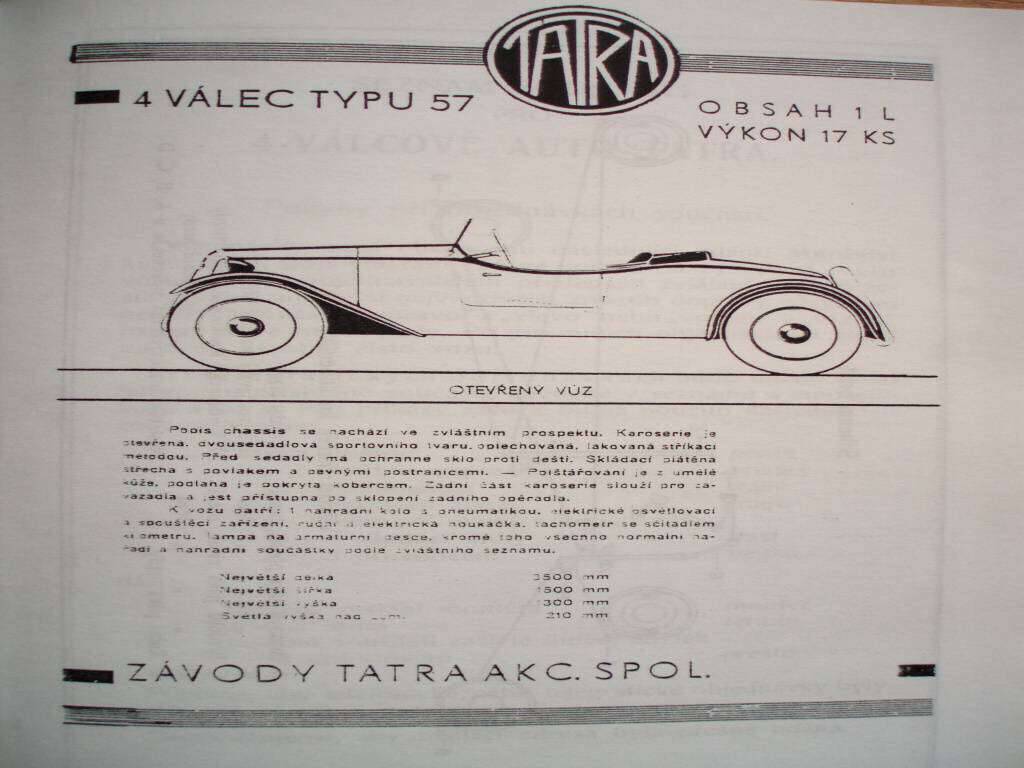 TATRA
4 VÁLEC TYPU 57
OBSAH 1 L
VÝKON 17 KS
OTEVŘENÝ VŮZ
Popis chassis se nachází ve zvláštním prospektu. Karoserie je
otevřená, dvousedadlová sportovního tvaru, oplechovaná, lakovaná stříkací
metodou. Před sedadly má ochranné sklo proti dešti. Skládací plátěná
střecha s povlakem a pevnými postranicemi. — Polštářování je z umělé
kůže, podlaha je pokryta kobercem. Zadní část karoserie slouží pro za-
vazadla a jest přístupna po sklopení zadního opěradla.
K vozu patří: 1 náhradní kolo s pneumatikou, elektrické osvětlovací
a spouštěcí zařízení, ruční a elektrická houkačka, tachometr se sčítadlem
kilometrů, lampa na armaturní desce, kromě toho všechno normální ná-
řadí a náhradní součástky podle zvláštního seznamu.
Největší délka 3500 mm
Největší šířka 1500 mm
Největší výška 1300 mm
Světlá výška nad 210 mm
ZÁVODY TATRA AKC. SPOL.